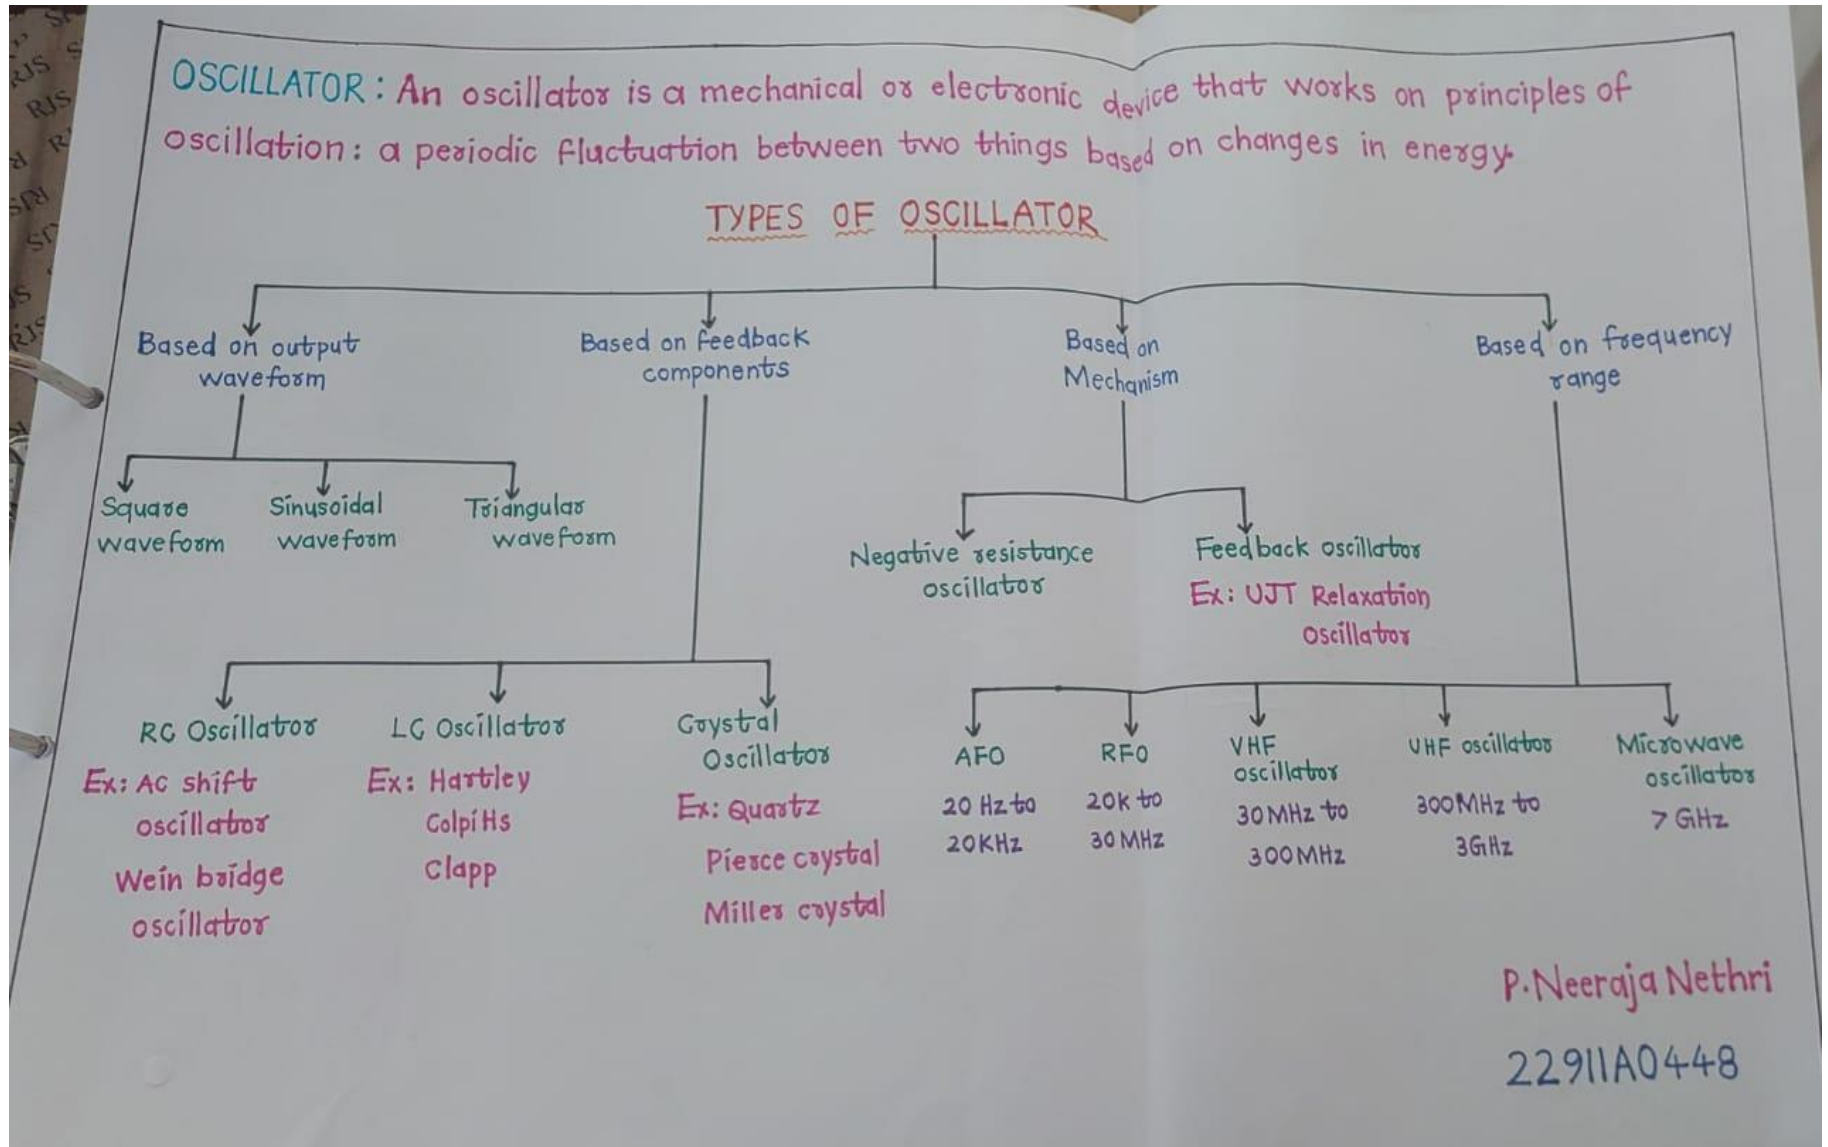 OSCILLATOR: An oscillator is a mechanical or electronic device that works on principles of
oscillation: a periodic fluctuation between two things based on changes in energy.
TYPES OF OSCILLATOR
Based on output
waveform
Based on feedback
components
Based on
Mechanism
Based on frequency
range
Square
waveform
Sinusoidal
waveform
Triangular
waveform
Negative resistance
oscillator
Feedback oscillator
Ex: UJT Relaxation
Oscillator
RC Oscillator
Ex: AC shift
oscillator
Wein bridge
oscillator
LC Oscillator
Ex: Hartley
Colpitts
Clapp
Crystal
Oscillator
Ex: Quartz
Pierce crystal
Miller crystal
AFO
20 Hz to
20KHz
RFO
20K to
30 MHz
VHF
oscillator
30MHz to
300MHz
UHF oscillator
300MHz to
3GHz
Microwave
oscillator
> GHz
P. Neeraja Nethri
22911A0448
RJS
RJS